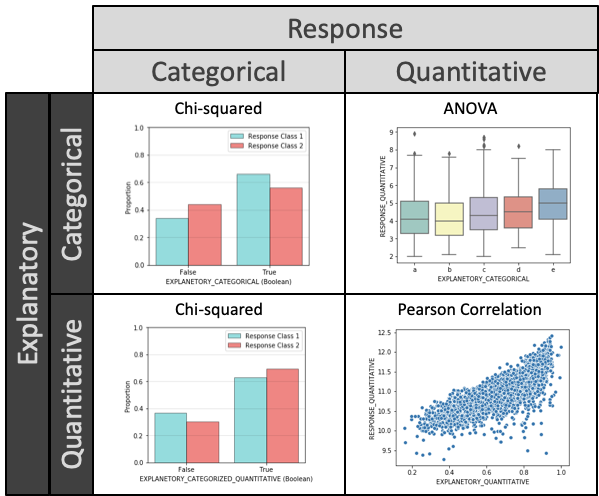 Response
Categorical
Quantitative
Explanatory
Categorical
Chi-squared
1.0
0.8
0.6
0.4
0.2
0.0
Proportion
Response Class 1
Response Class 2
False
True
EXPLANETORY_CATEGORICAL (Boolean)
ANOVA
9
8
7
6
5
4
3
2
RESPONSE_QUANTITATIVE
a
b
c
d
e
EXPLANETORY_CATEGORICAL
Quantitative
Chi-squared
1.0
0.8
0.6
0.4
0.2
0.0
Proportion
Response Class 1
Response Class 2
False
True
EXPLANETORY_CATEGORIZED_QUANTITATIVE (Boolean)
Pearson Correlation
12.5
12.0
11.5
11.0
10.5
10.0
9.5
RESPONSE_QUANTITATIVE
0.2
0.4
0.6
0.8
1.0
EXPLANETORY_QUANTITATIVE